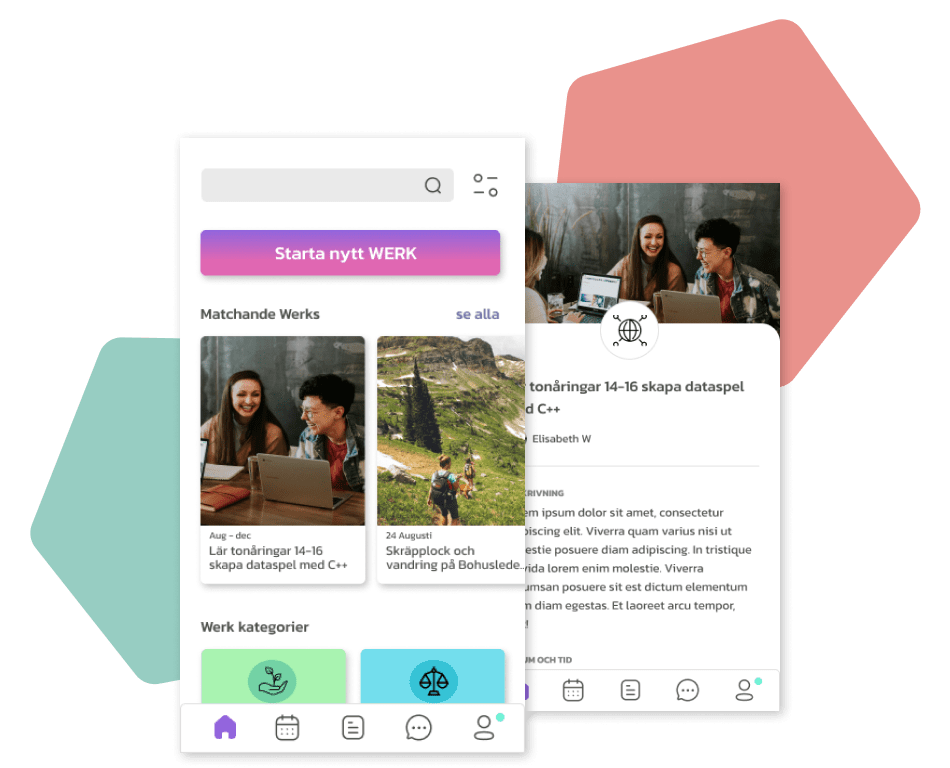 Starta nytt WERK
Matchande Werks
se alla
Aug - dec
Lär tonåringar 14-16
skapa dataspel med C++
24 Augusti
Skräpplock och
vandring på Bohuslede..
Werk kategorier
tonåringar 14-16 skapa dataspel
C++
Elisabeth W
RIVNING
ipsum dolor sit amet, consectetur
piscing elit. Viverra quam varius nisi ut
estie posuere diam adipiscing. In tristique
vida lorem enim molestie. Viverra
umsan posuere sit est dictum elementum
diam egestas. Et laoreet arcu tempor,
UM OCH TID